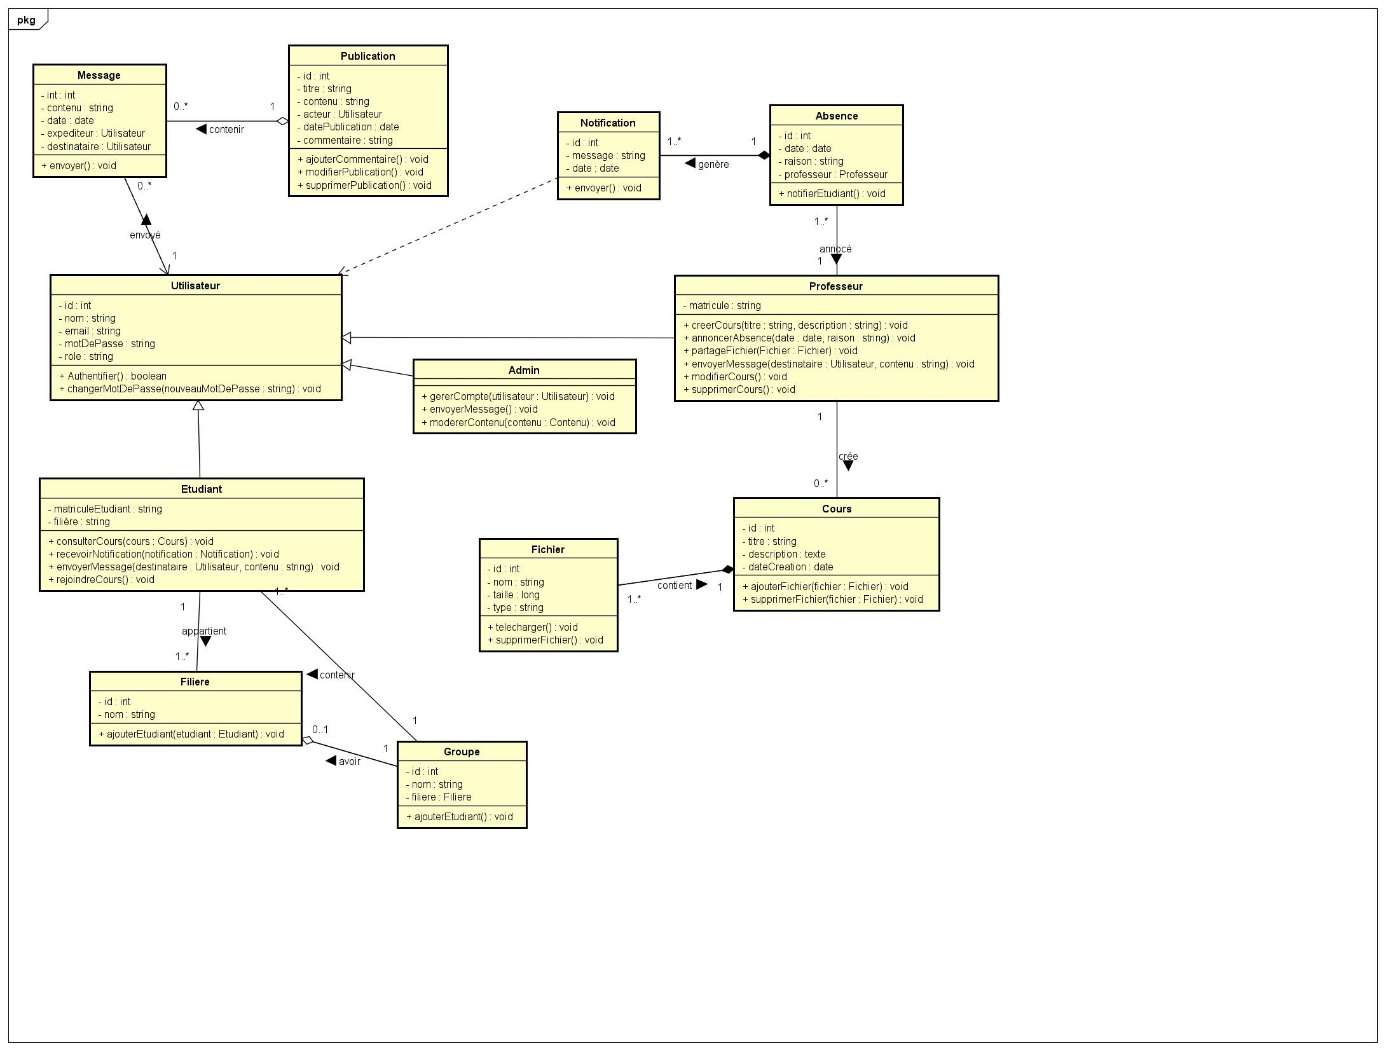 pkg
Message
- int : int
- contenu : string
- date : date
- expediteur : Utilisateur
- destinataire : Utilisateur
+ envoyer() : void
0..*
1
contenir
Publication
- id : int
- titre : string
- contenu : string
- acteur : Utilisateur
- datePublication : date
- commentaire : string
+ ajouterCommentaire() : void
+ modifierPublication() : void
+ supprimerPublication() : void
Notification
- id : int
- message : string
- date : date
+ envoyer() : void
1..*
1
genère
Absence
- id : int
- date : date
- raison : string
- professeur : Professeur
+ notifierEtudiant() : void
0..*
envoyé
1
1..*
annocé
1
Utilisateur
- id : int
- nom : string
- email : string
- motDePasse : string
- role : string
+ Authentifier() : boolean
+ changerMotDePasse(nouveauMotDePasse : string) : void
Professeur
- matricule : string
+ creerCours(titre : string, description : string) : void
+ annoncerAbsence(date : date, raison : string) : void
+ partageFichier(Fichier : Fichier) : void
+ envoyerMessage(destinataire : Utilisateur, contenu : string) : void
+ modifierCours() : void
+ supprimerCours() : void
Admin
+ gererCompte(utilisateur : Utilisateur) : void
+ envoyerMessage() : void
+ modererContenu(contenu : Contenu) : void
1
crée
0..*
Etudiant
- matriculeEtudiant : string
- filière : string
+ consulterCours(cours : Cours) : void
+ recevoirNotification(notification : Notification) : void
+ envoyerMessage(destinataire : Utilisateur, contenu : string) : void
+ rejoindreCours() : void
Cours
- id : int
- titre : string
- description : texte
- dateCreation : date
+ ajouterFichier(fichier : Fichier) : void
+ supprimerFichier(fichier : Fichier) : void
Fichier
- id : int
- nom : string
- taille : long
- type : string
+ telecharger() : void
+ supprimerFichier() : void
contient
1..*
1
1..*
1
appartient
1..*
contenir
1
Filiere
- id : int
- nom : string
+ ajouterEtudiant(etudiant : Etudiant) : void
0..1
1
avoir
Groupe
- id : int
- nom : string
- filiere : Filiere
+ ajouterEtudiant() : void